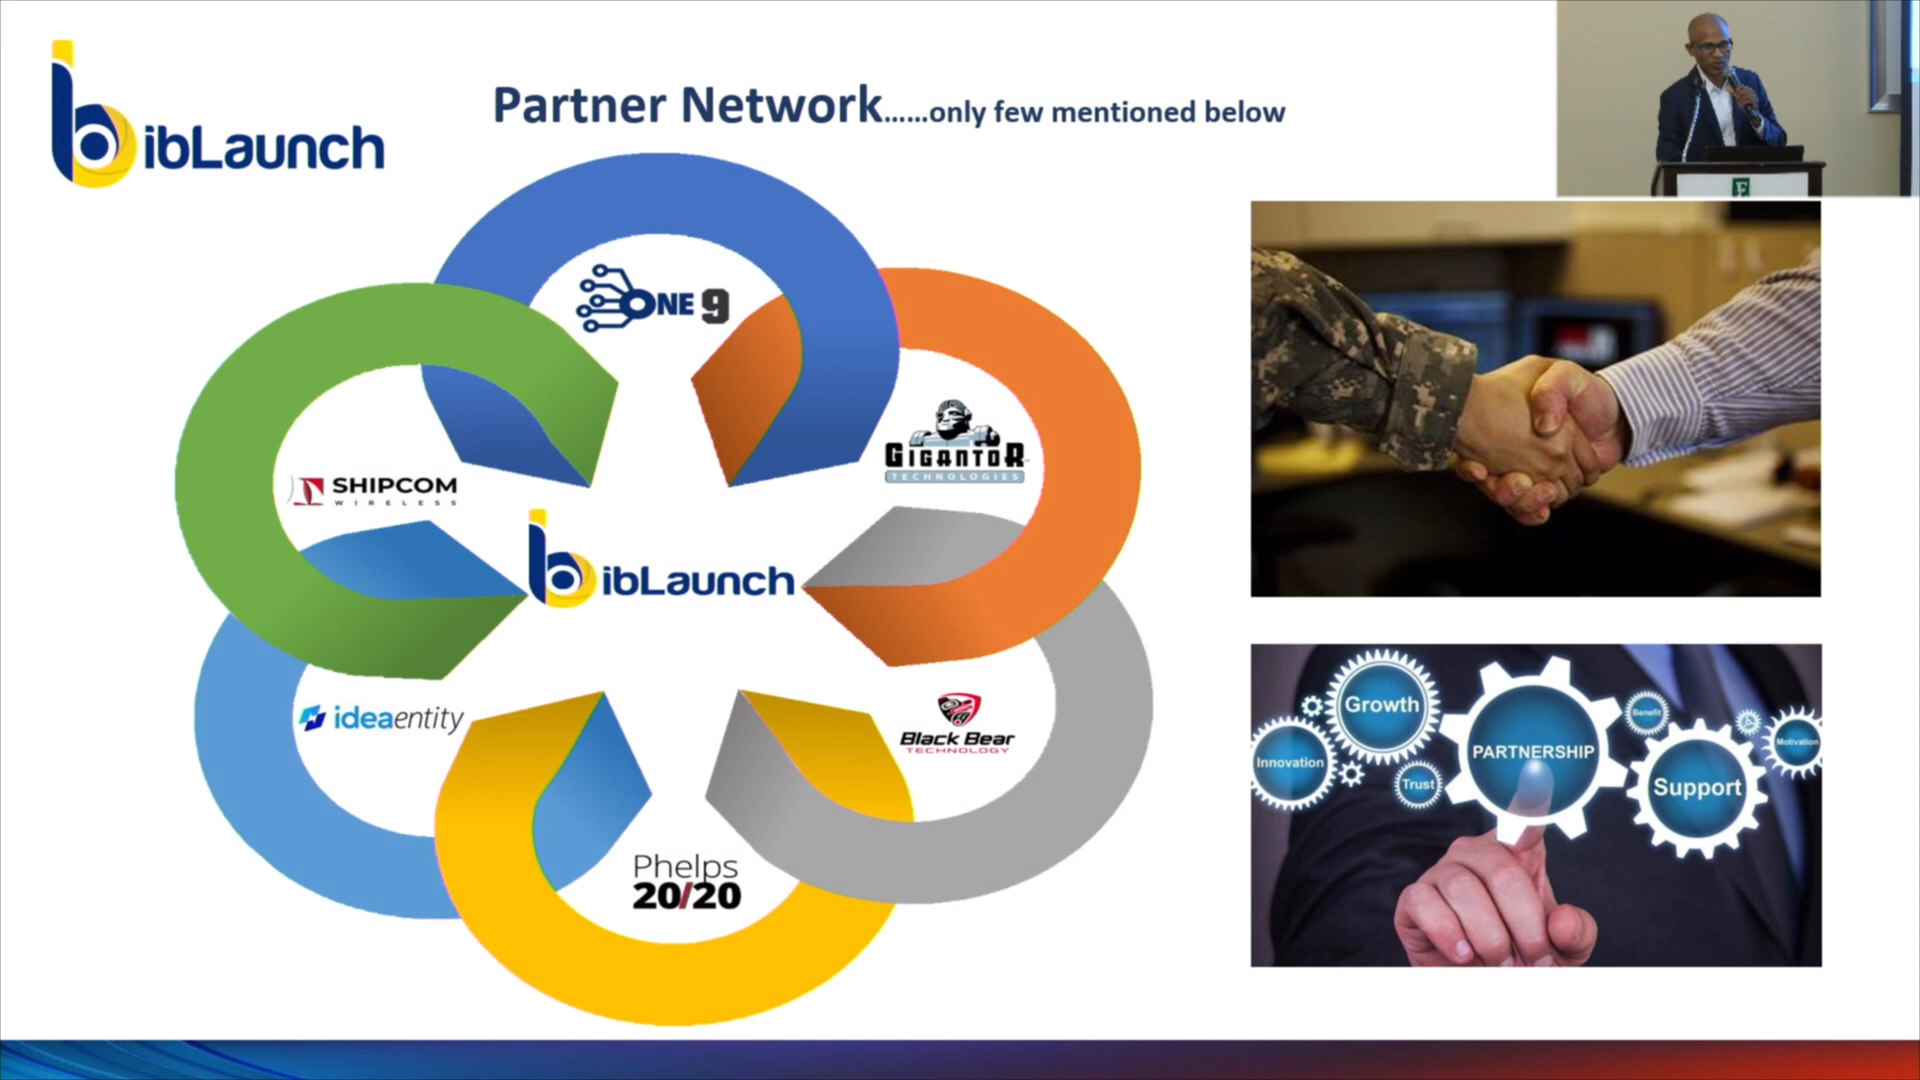 ibLaunch
Partner Network......only few mentioned below
ONE 9
GIGANTOR
TECHNOLOGIES
SHIPCOM
WIRELESS
ibLaunch
ideaentity
Black Bear
TECHNOLOGY
Phelps
20/20
Growth
Innovation
Trust
PARTNERSHIP
Benefit
Support
Motivation